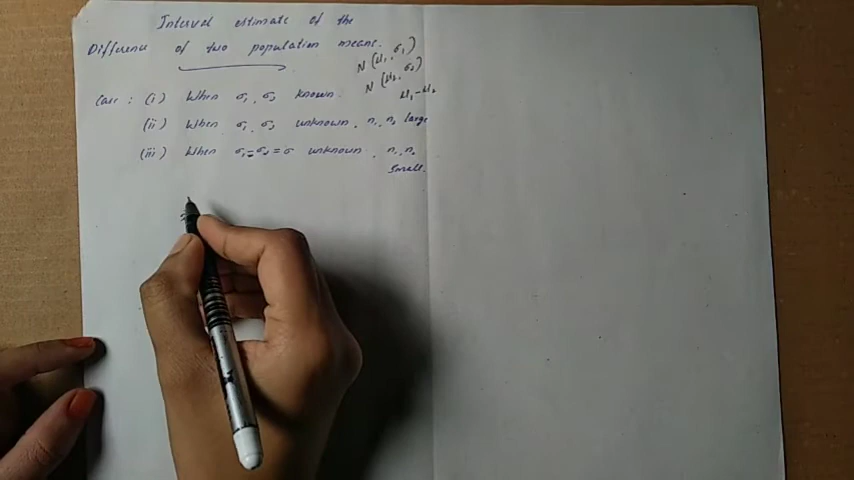 Interval estimate of the
Difference of two population means.
N (μ₁, σ₁)
N (μ₂, σ₂)
μ₁-μ₂
Case : (i) When σ₁, σ₂ known.
(ii) When σ₁, σ₂ unknown, n₁, n₂ large
(iii) When σ₁=σ₂=σ unknown, n₁, n₂
Small.